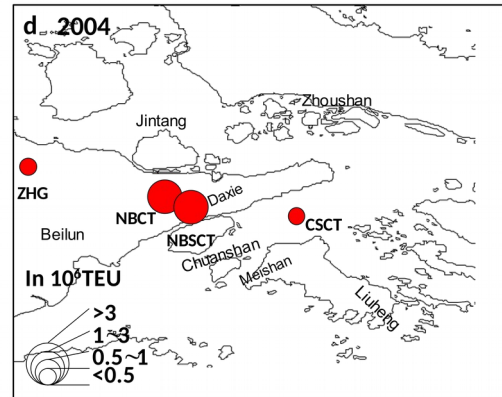 d 2004
Zhoushan
Jintang
ZHG
Daxie
NBCT
CSCT
Beilun
NBSCT
Chuanshan
Meishan
In 10⁶TEU
Liuheng
>3
1~3
0.5~1
<0.5